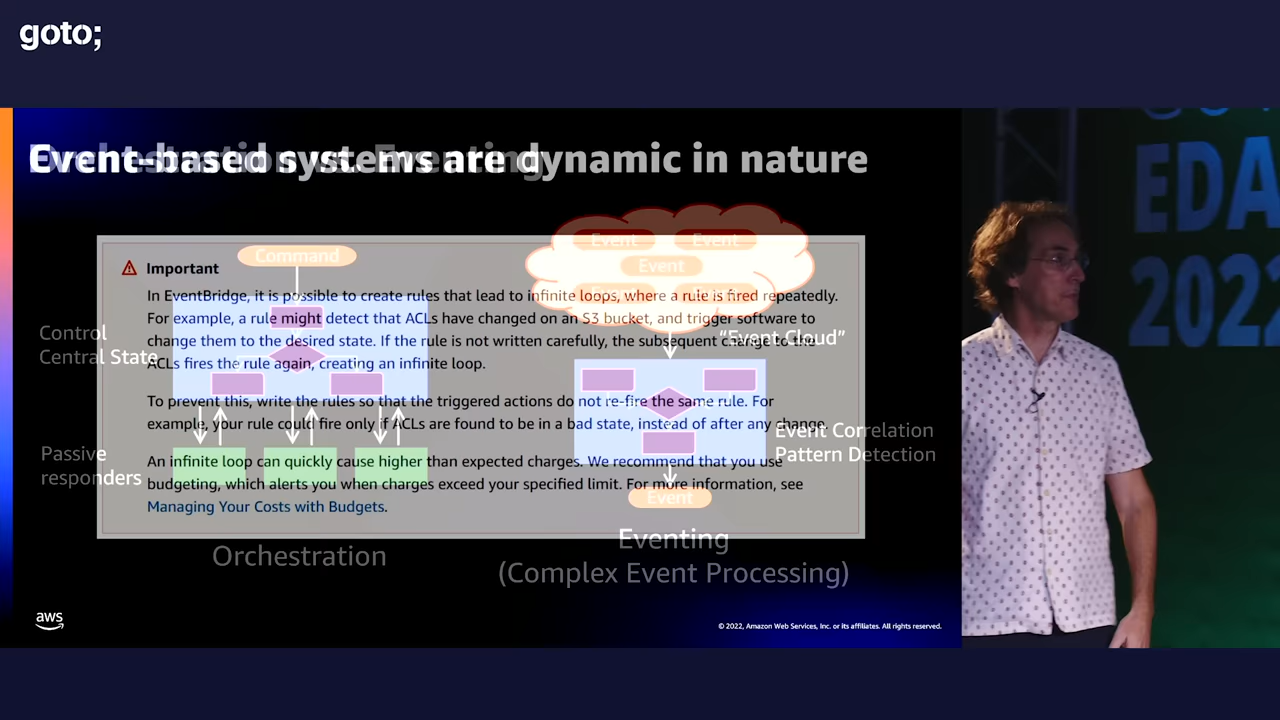 goto;
Event-based systems are dynamic in nature
Orchestration vs. Eventing
Command
Event
Event
Event
Important
In EventBridge, it is possible to create rules that lead to infinite loops, where a rule is fired repeatedly.
For example, a rule might detect that ACLs have changed on an S3 bucket, and trigger software to
change them to the desired state. If the rule is not written carefully, the subsequent change to the
ACLs fires the rule again, creating an infinite loop.
To prevent this, write the rules so that the triggered actions do not re-fire the same rule. For
example, your rule could fire only if ACLs are found to be in a bad state, instead of after any change.
An infinite loop can quickly cause higher than expected charges. We recommend that you use
budgeting, which alerts you when charges exceed your specified limit. For more information, see
Managing Your Costs with Budgets.
Control
Central State
"Event Cloud"
Passive
responders
Event Correlation
Pattern Detection
Event
Orchestration
Eventing
(Complex Event Processing)
aws
© 2022, Amazon Web Services, Inc. or its affiliates. All rights reserved.
EDA
2022